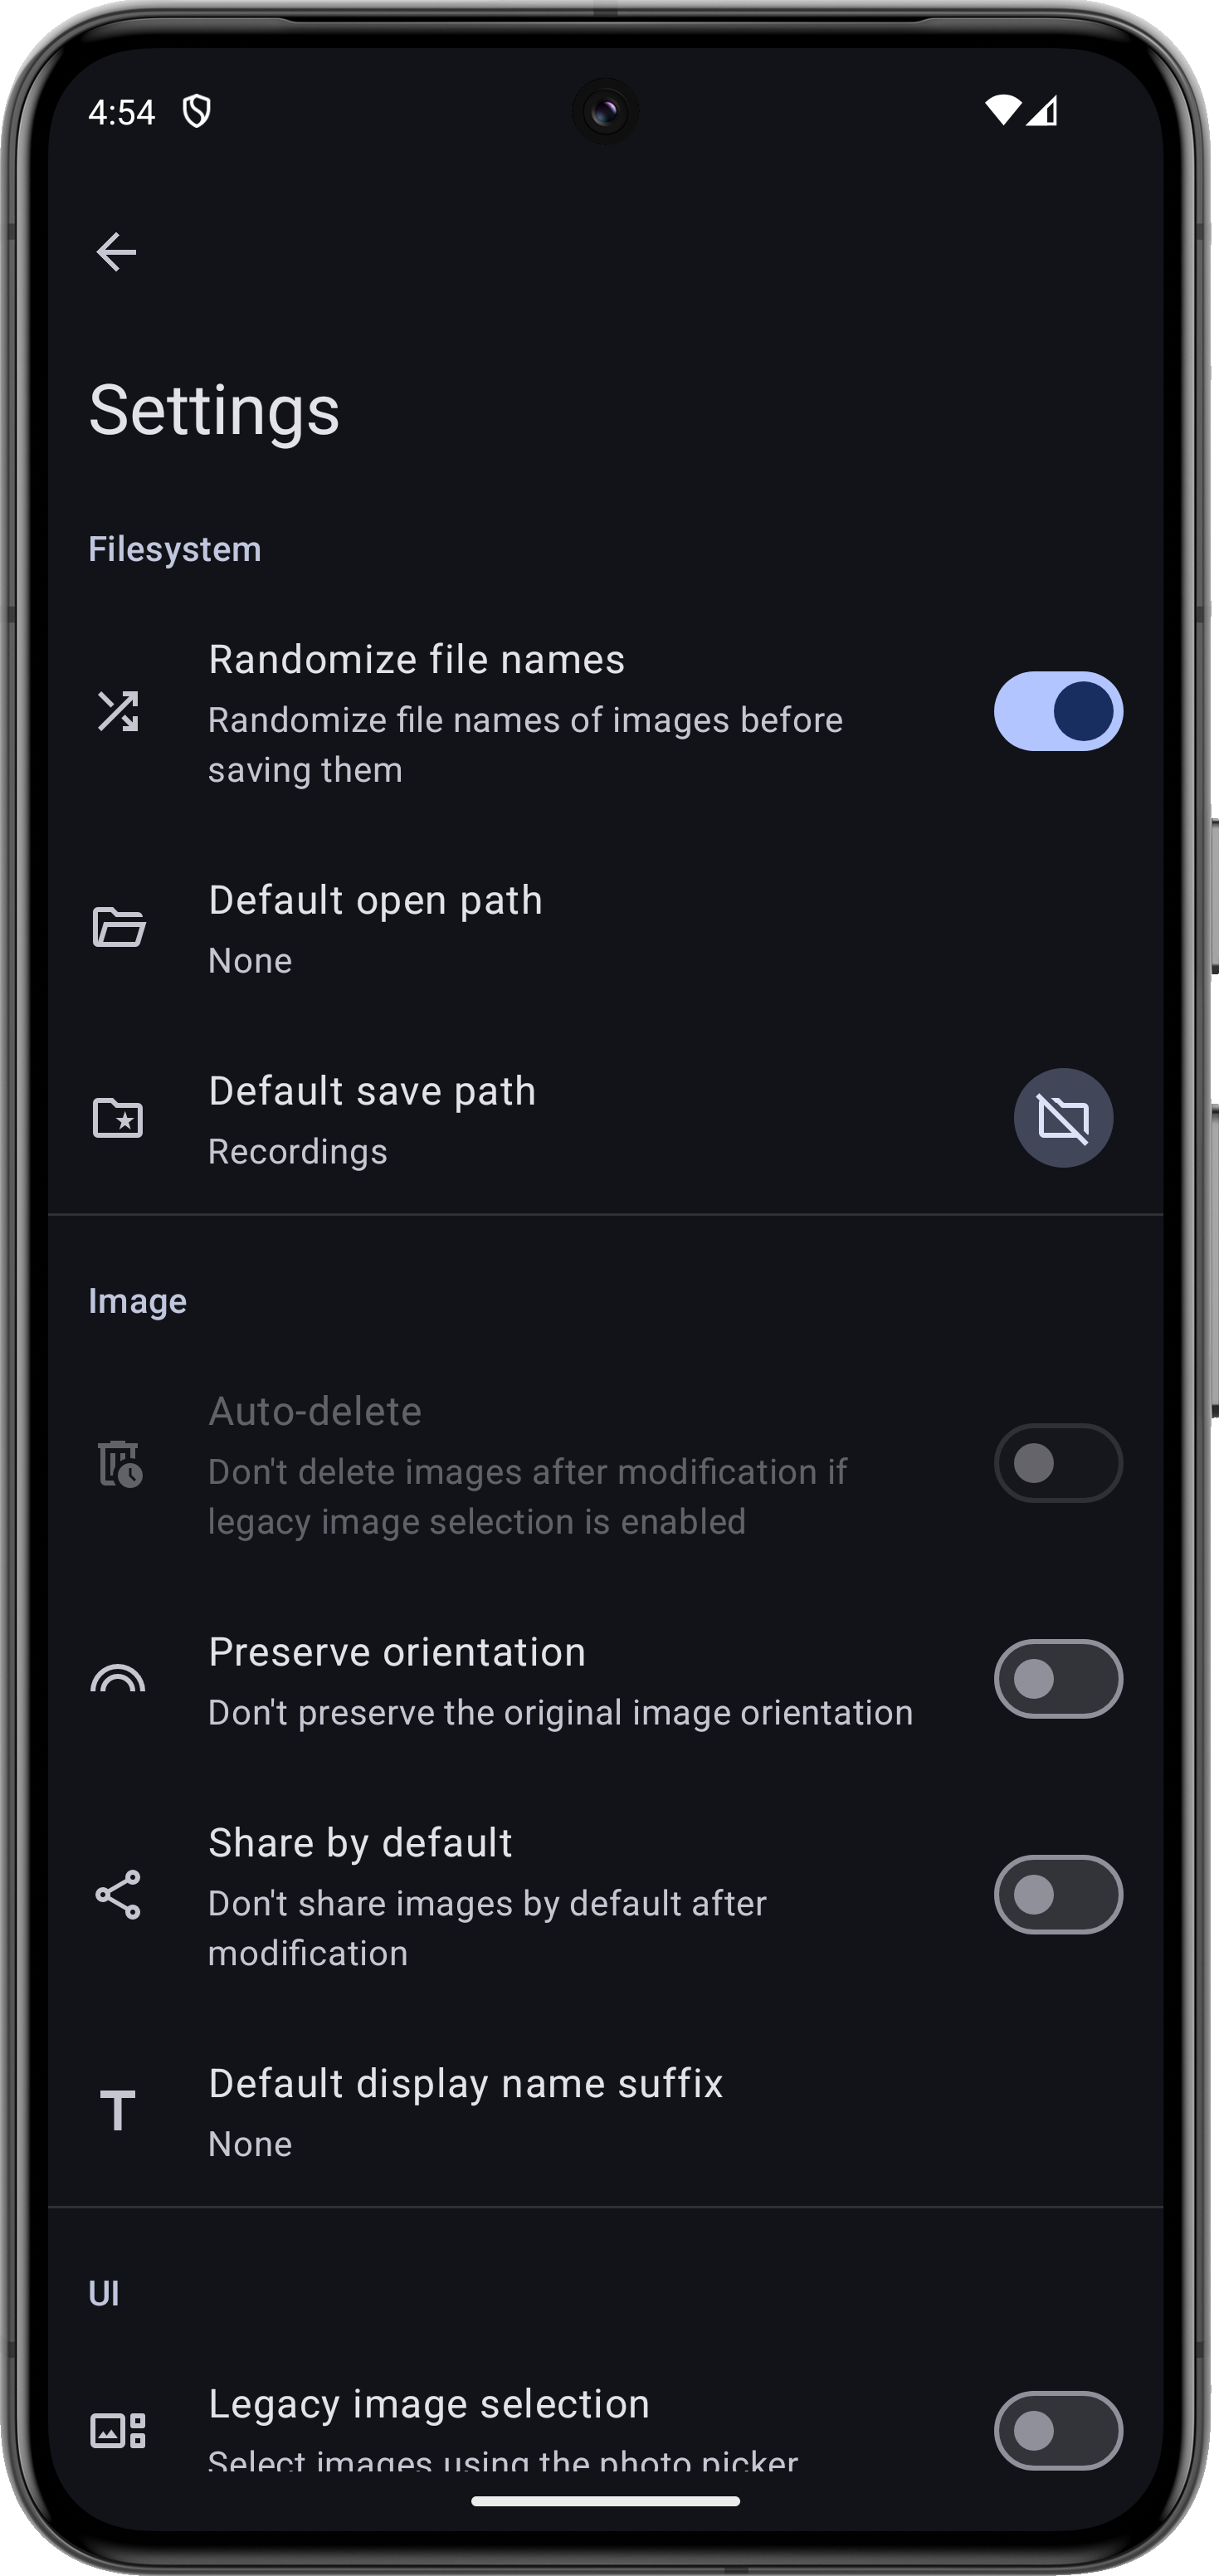 4:54
Settings
Filesystem
Randomize file names
Randomize file names of images before
saving them
Default open path
None
Default save path
Recordings
Image
Auto-delete
Don't delete images after modification if
legacy image selection is enabled
Preserve orientation
Don't preserve the original image orientation
Share by default
Don't share images by default after
modification
Default display name suffix
None
UI
Legacy image selection
Select images using the photo picker